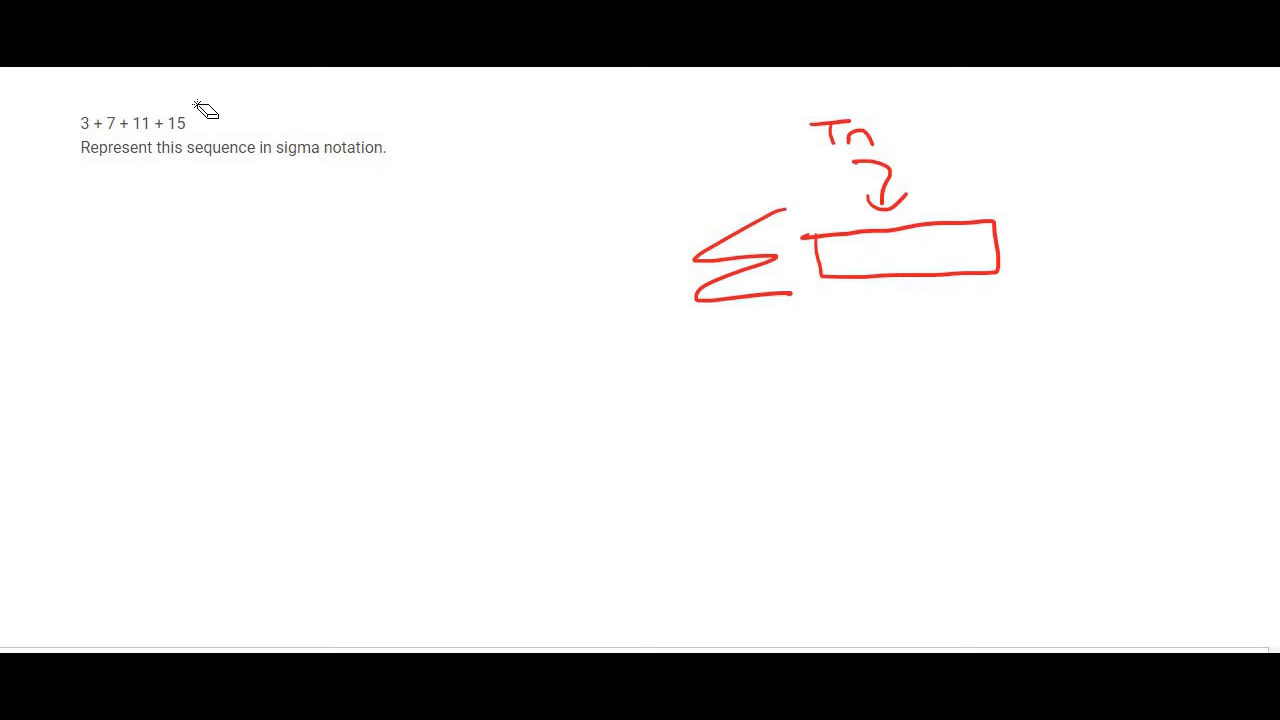 3 + 7 + 11 + 15
Represent this sequence in sigma notation.
Tn
Σ